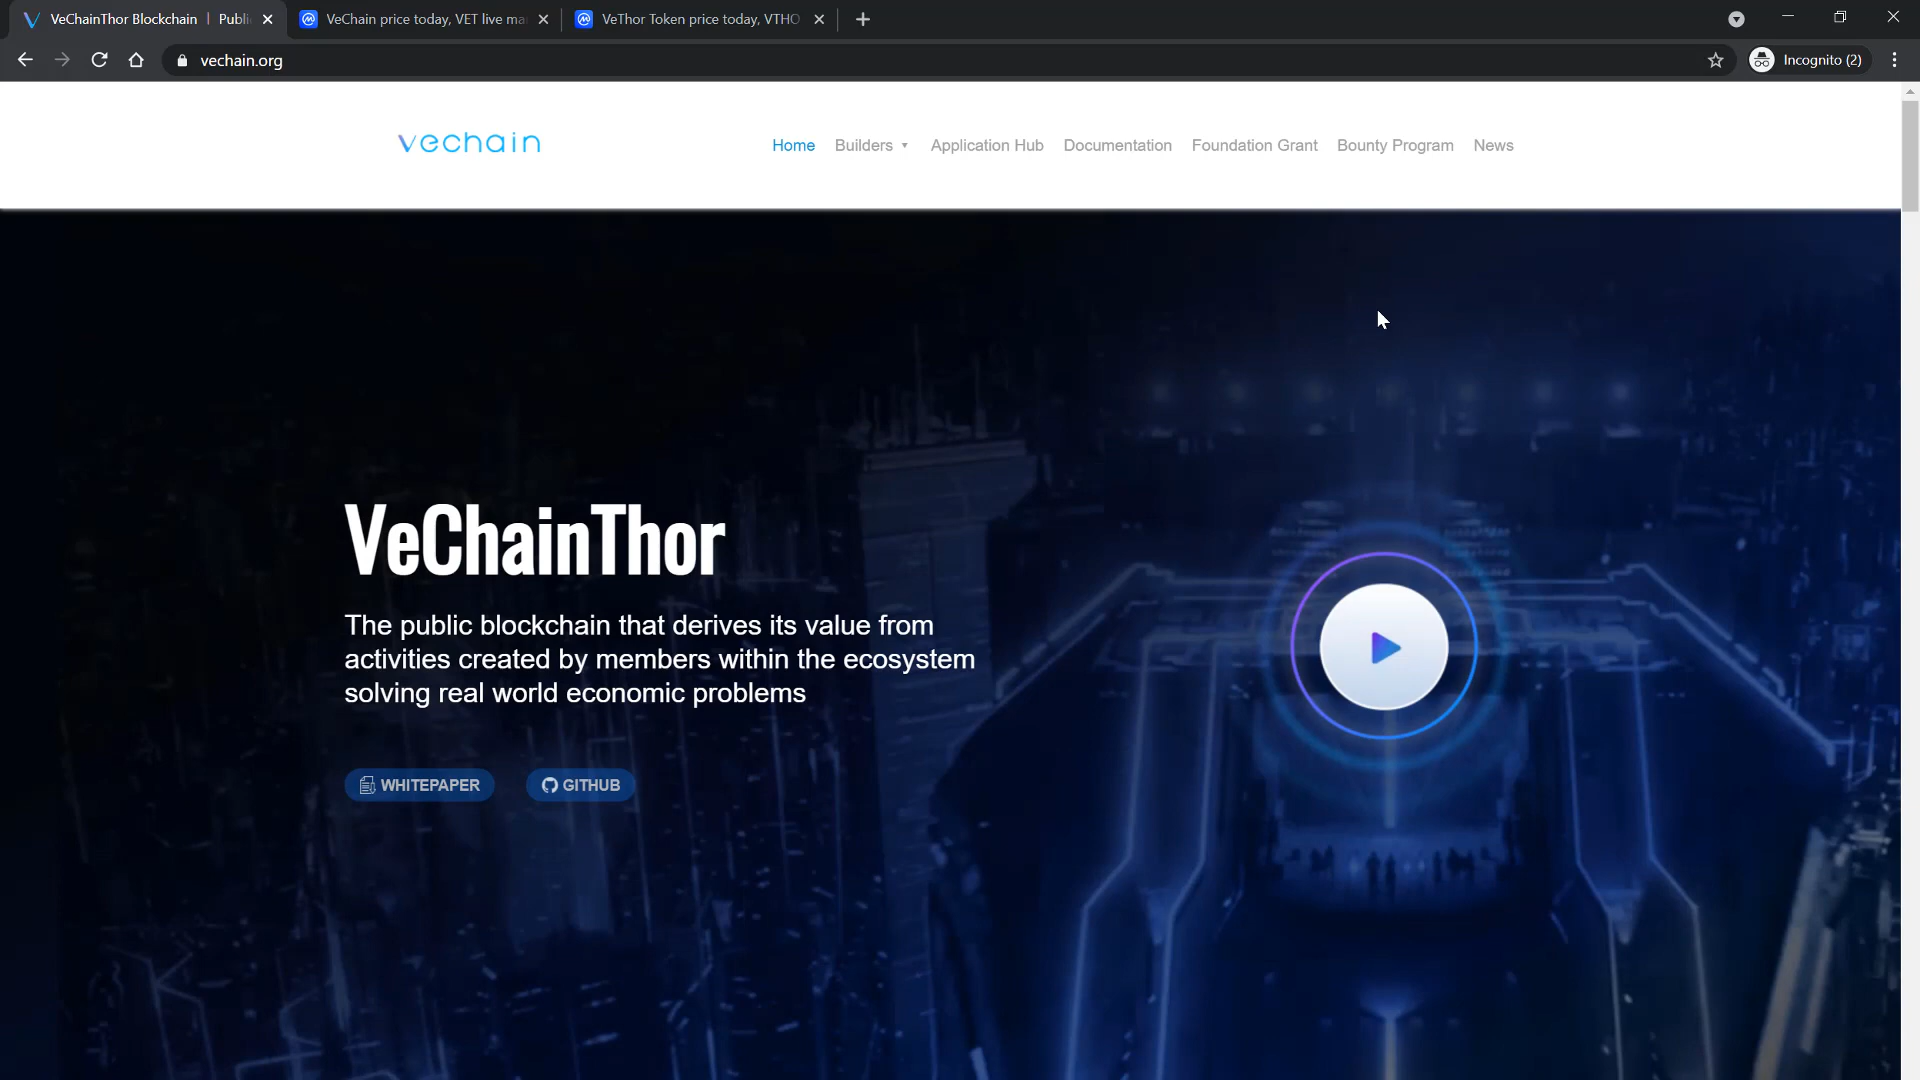 VeChainThor Blockchain | Publi
VeChain price today, VET live ma
VeThor Token price today, VTHO
vechain.org
Incognito (2)
vechain
Home
Builders
Application Hub
Documentation
Foundation Grant
Bounty Program
News
VeChainThor
The public blockchain that derives its value from
activities created by members within the ecosystem
solving real world economic problems
WHITEPAPER
GITHUB